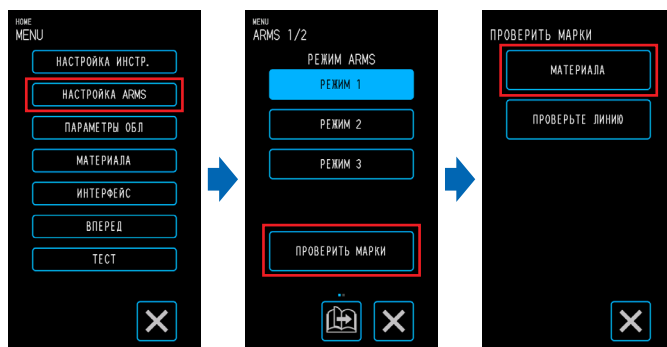 HOME
MENU
НАСТРОЙКА ИНСТР.
НАСТРОЙКА ARMS
ПАРАМЕТРЫ ОБЛ
МАТЕРИАЛА
ИНТЕРФЕЙС
ВПЕРЕД
ТЕСТ
MENU
ARMS 1/2
РЕЖИМ ARMS
РЕЖИМ 1
РЕЖИМ 2
РЕЖИМ 3
ПРОВЕРИТЬ МАРКИ
ПРОВЕРИТЬ МАРКИ
МАТЕРИАЛА
ПРОВЕРЬТЕ ЛИНИЮ